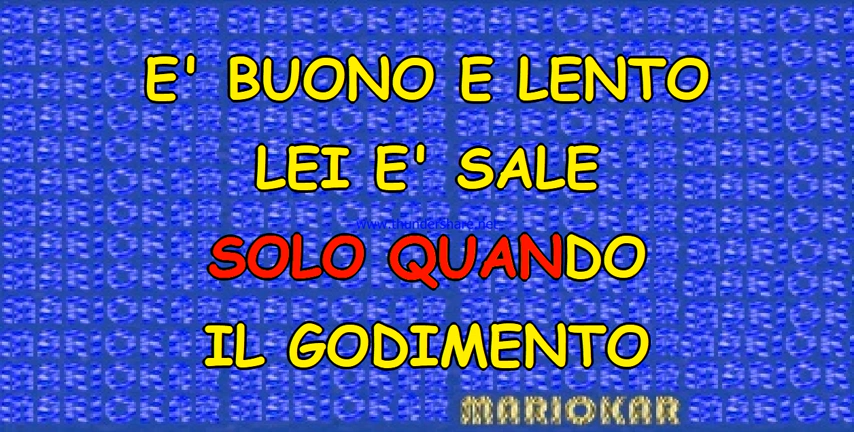 E' BUONO E LENTO
LEI E' SALE
www.thundershare.net
SOLO QUANDO
IL GODIMENTO
MARIOKAR